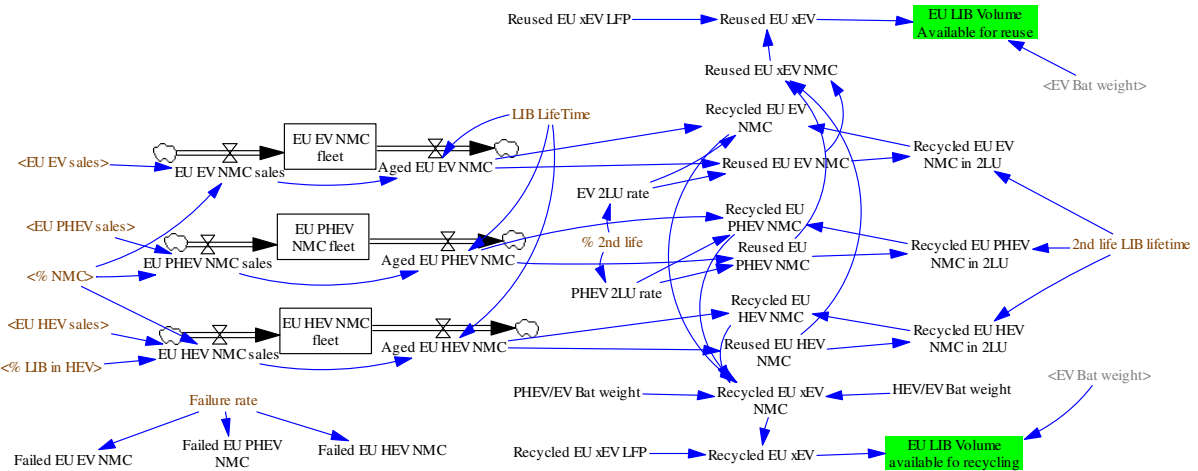 Reused EU xEV LFP
Reused EU xEV
EU LIB Volume
Available for reuse
Reused EU xEV NMC
<EV Bat weight>
LIB LifeTime
Recycled EU EV
NMC
EU EV NMC
fleet
<EU EV sales>
EU EV NMC sales
Aged EU EV NMC
Reused EU EV NMC
Recycled EU EV
NMC in 2LU
EV 2LU rate
<EU PHEV sales>
EU PHEV
NMC fleet
Recycled EU
PHEV NMC
% 2nd life
EU PHEV NMC sales
Aged EU PHEV NMC
Reused EU
PHEV NMC
Recycled EU PHEV
NMC in 2LU
2nd life LIB lifetime
<% NMC>
PHEV 2LU rate
<EU HEV sales>
EU HEV NMC
fleet
Recycled EU
HEV NMC
EU HEV NMC sales
Aged EU HEV NMC
Reused EU HEV
NMC
Recycled EU HEV
NMC in 2LU
<% LIB in HEV>
<EV Bat weight>
PHEV/EV Bat weight
Recycled EU xEV
NMC
HEV/EV Bat weight
Failure rate
Failed EU EV NMC
Failed EU PHEV
NMC
Failed EU HEV NMC
Recycled EU xEV LFP
Recycled EU xEV
EU LIB Volume
available fo recycling